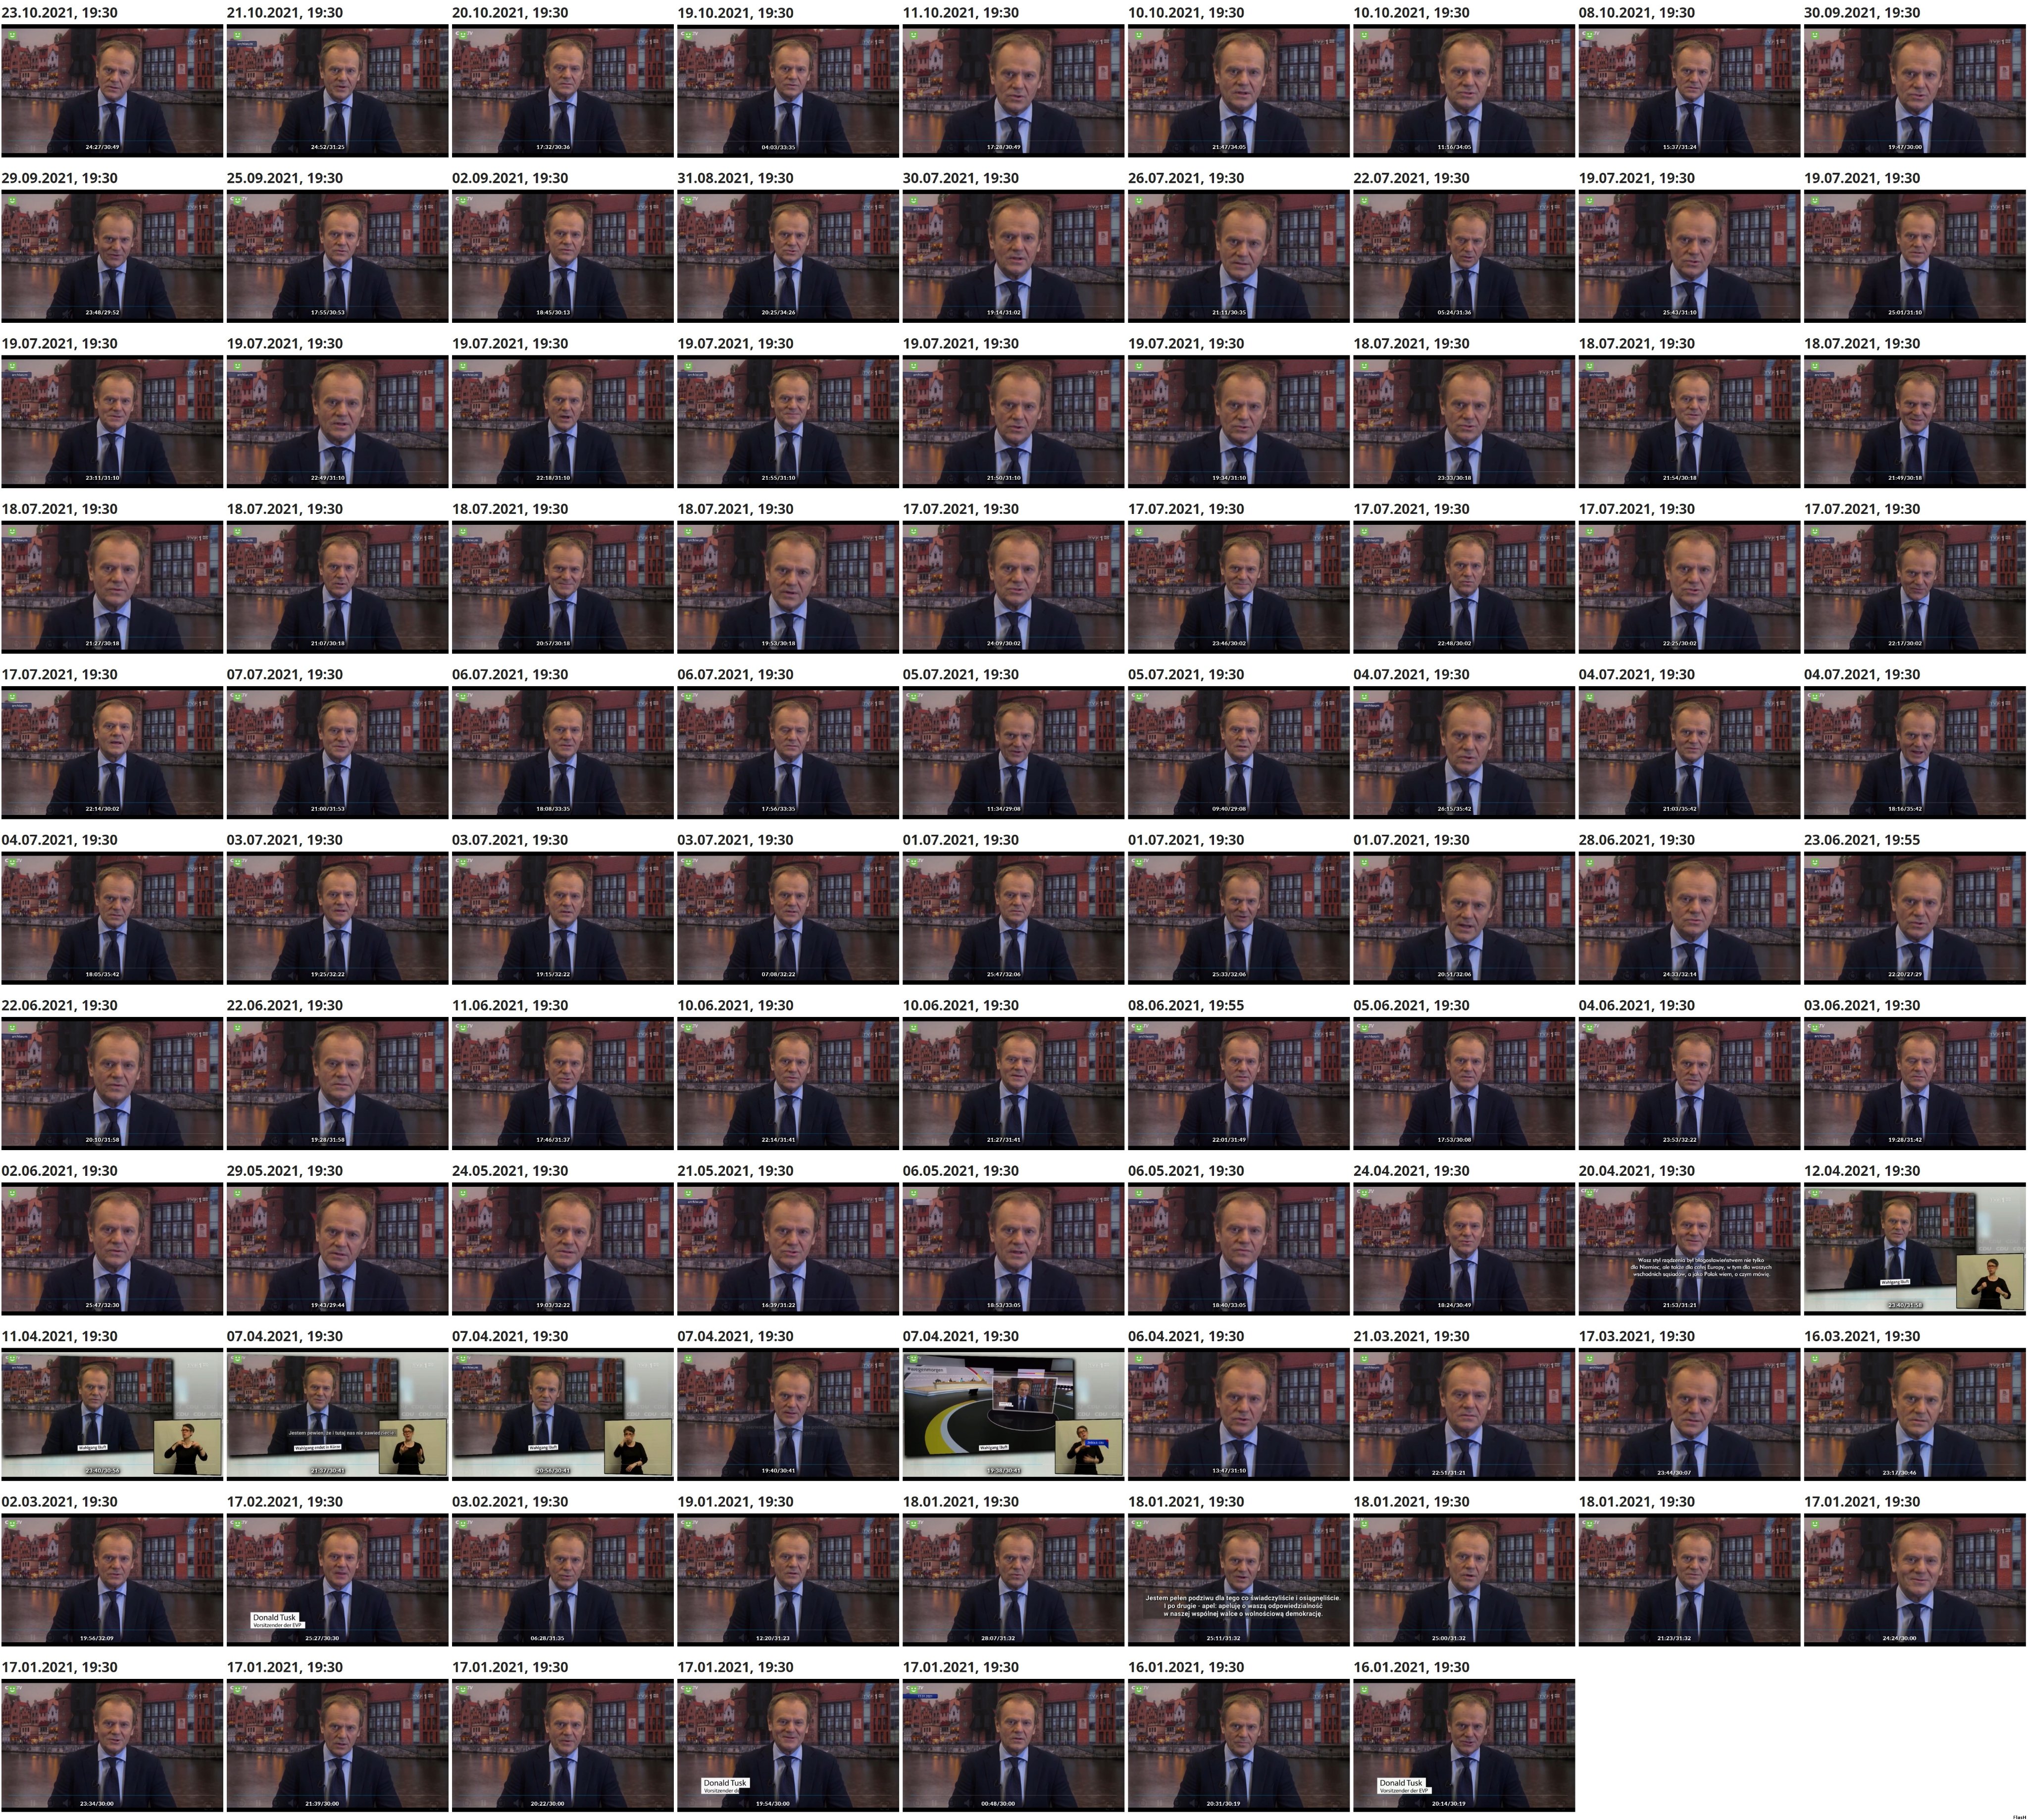 23.10.2021, 19:30 21.10.2021, 19:30 20.10.2021, 19:30 19.10.2021, 19:30 11.10.2021, 19:30 10.10.2021, 19:30 10.10.2021, 19:30 08.10.2021, 19:30 30.09.2021, 19:30
24:27/30:49 24:52/31:25 17:32/30:36 04:03/33:35 17:28/30:49 21:47/34:05 11:16/34:05 15:37/31:24 19:47/30:00
29.09.2021, 19:30 25.09.2021, 19:30 02.09.2021, 19:30 31.08.2021, 19:30 30.07.2021, 19:30 26.07.2021, 19:30 22.07.2021, 19:30 19.07.2021, 19:30 19.07.2021, 19:30
23:48/29:52 17:55/30:53 18:45/30:13 20:25/34:26 19:14/31:02 21:11/30:35 05:24/31:36 25:43/31:10 25:01/31:10
19.07.2021, 19:30 19.07.2021, 19:30 19.07.2021, 19:30 19.07.2021, 19:30 19.07.2021, 19:30 19.07.2021, 19:30 18.07.2021, 19:30 18.07.2021, 19:30 18.07.2021, 19:30
23:11/31:10 22:49/31:10 22:18/31:10 21:55/31:10 21:50/31:10 19:34/31:10 23:33/30:18 21:54/30:18 21:49/30:18
18.07.2021, 19:30 18.07.2021, 19:30 18.07.2021, 19:30 18.07.2021, 19:30 17.07.2021, 19:30 17.07.2021, 19:30 17.07.2021, 19:30 17.07.2021, 19:30 17.07.2021, 19:30
21:27/30:18 21:07/30:18 20:57/30:18 19:53/30:18 24:09/30:02 23:46/30:02 22:48/30:02 22:25/30:02 22:17/30:02
17.07.2021, 19:30 07.07.2021, 19:30 06.07.2021, 19:30 06.07.2021, 19:30 05.07.2021, 19:30 05.07.2021, 19:30 04.07.2021, 19:30 04.07.2021, 19:30 04.07.2021, 19:30
22:14/30:02 21:00/31:53 18:08/33:35 17:56/33:35 11:34/29:08 09:40/29:08 26:15/35:42 21:03/35:42 18:16/35:42
04.07.2021, 19:30 03.07.2021, 19:30 03.07.2021, 19:30 03.07.2021, 19:30 01.07.2021, 19:30 01.07.2021, 19:30 01.07.2021, 19:30 28.06.2021, 19:30 23.06.2021, 19:55
18:05/35:42 19:25/32:22 19:15/32:22 07:08/32:22 25:47/32:06 25:33/32:06 20:51/32:06 24:33/32:14 22:20/27:29
22.06.2021, 19:30 22.06.2021, 19:30 11.06.2021, 19:30 10.06.2021, 19:30 10.06.2021, 19:30 08.06.2021, 19:55 05.06.2021, 19:30 04.06.2021, 19:30 03.06.2021, 19:30
20:10/31:58 19:28/31:58 17:46/31:37 22:14/31:41 21:27/31:41 22:01/31:49 17:53/30:08 23:53/32:22 19:28/31:42
02.06.2021, 19:30 29.05.2021, 19:30 24.05.2021, 19:30 21.05.2021, 19:30 06.05.2021, 19:30 06.05.2021, 19:30 24.04.2021, 19:30 20.04.2021, 19:30 12.04.2021, 19:30
Wasz styl rządzenia był błogosławieństwem nie tylko
dla Niemiec, ale także dla całej Europy, w tym dla waszych
wschodnich sąsiadów, a jako Polak wiem, o czym mówię
Wahlgang läuft
25:47/32:30 19:43/29:44 19:03/32:22 16:39/31:22 18:53/33:05 18:40/33:05 18:24/30:49 21:53/31:21 23:40/31:58
11.04.2021, 19:30 07.04.2021, 19:30 07.04.2021, 19:30 07.04.2021, 19:30 07.04.2021, 19:30 06.04.2021, 19:30 21.03.2021, 19:30 17.03.2021, 19:30 16.03.2021, 19:30
Jestem pewien, że i tutaj nas nie zawiedziecie.
Wahlgang läuft Wahlgang endet in Kürze Wahlgang läuft Wahlgang läuft
23:40/30:56 21:37/30:41 20:56/30:41 19:40/30:41 19:38/30:41 13:47/31:10 22:51/31:21 23:44/30:07 23:17/30:46
02.03.2021, 19:30 17.02.2021, 19:30 03.02.2021, 19:30 19.01.2021, 19:30 18.01.2021, 19:30 18.01.2021, 19:30 18.01.2021, 19:30 18.01.2021, 19:30 17.01.2021, 19:30
Donald Tusk
Vorsitzender der EVP
Jestem pełen podziwu dla tego co świadczyliście i osiągnęliście.
I po drugie - apel: apeluję o waszą odpowiedzialność
w naszej wspólnej walce o wolnościową demokrację.
19:56/32:09 25:27/30:30 06:28/31:35 12:20/31:23 28:07/31:32 25:11/31:32 25:00/31:32 21:23/31:32 24:24/30:00
17.01.2021, 19:30 17.01.2021, 19:30 17.01.2021, 19:30 17.01.2021, 19:30 17.01.2021, 19:30 16.01.2021, 19:30 16.01.2021, 19:30
Donald Tusk
Vorsitzender d
Donald Tusk
Vorsitzender der EVP
23:34/30:00 21:39/30:00 20:22/30:00 19:54/30:00 00:48/30:00 20:31/30:19 20:14/30:19